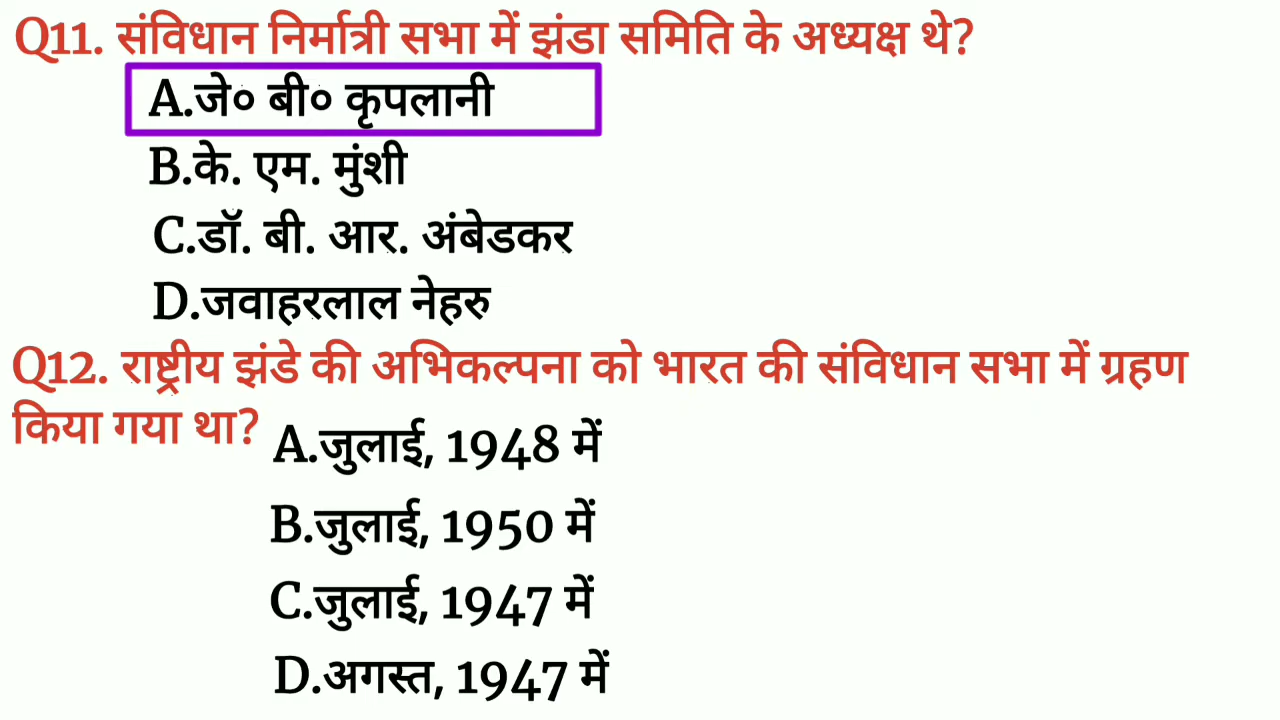 Q11. संविधान निर्मात्री सभा में झंडा समिति के अध्यक्ष थे?
A.जे० बी० कृपलानी
B.के. एम. मुंशी
C.डॉ. बी. आर. अंबेडकर
D.जवाहरलाल नेहरु
Q12. राष्ट्रीय झंडे की अभिकल्पना को भारत की संविधान सभा में ग्रहण
किया गया था?
A.जुलाई, 1948 में
B.जुलाई, 1950 में
C.जुलाई, 1947 में
D.अगस्त, 1947 में